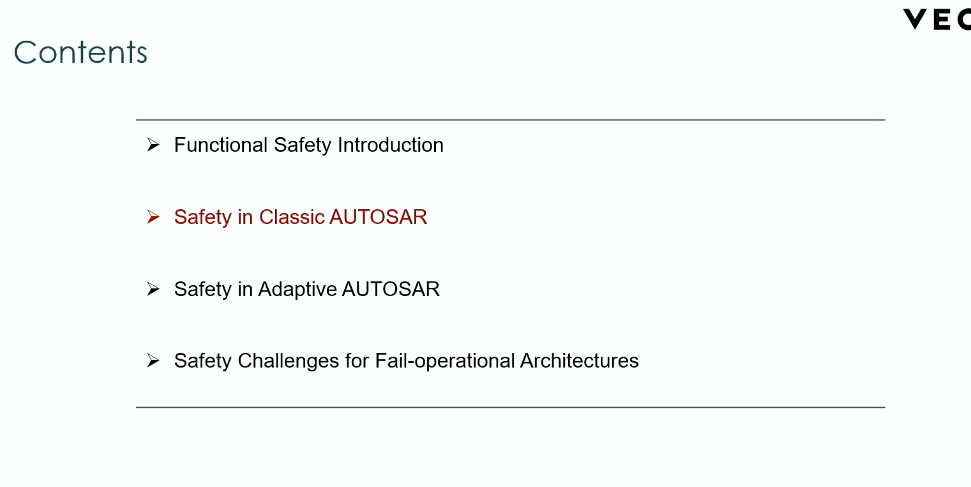 VEC
Contents
Functional Safety Introduction
Safety in Classic AUTOSAR
Safety in Adaptive AUTOSAR
Safety Challenges for Fail-operational Architectures